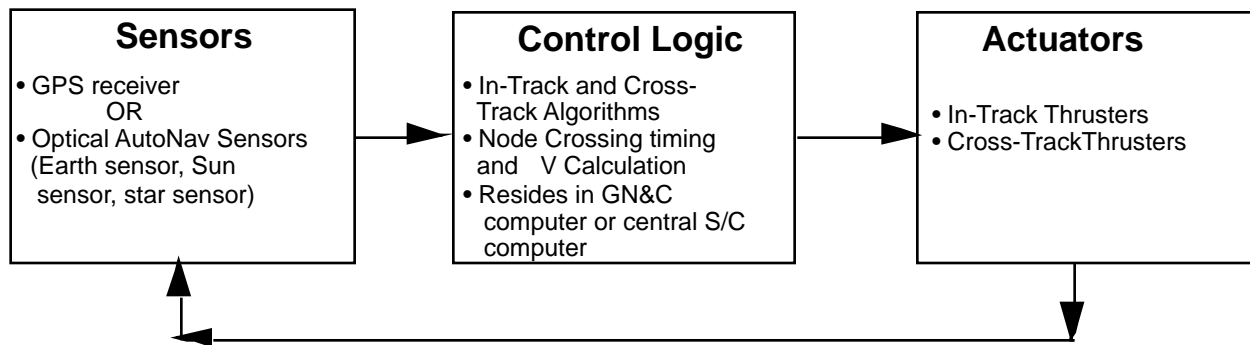 Sensors
• GPS receiver
OR
• Optical AutoNav Sensors
(Earth sensor, Sun
sensor, star sensor)
Control Logic
• In-Track and Cross-
Track Algorithms
• Node Crossing timing
and V Calculation
• Resides in GN&C
computer or central S/C
computer
Actuators
• In-Track Thrusters
• Cross-TrackThrusters